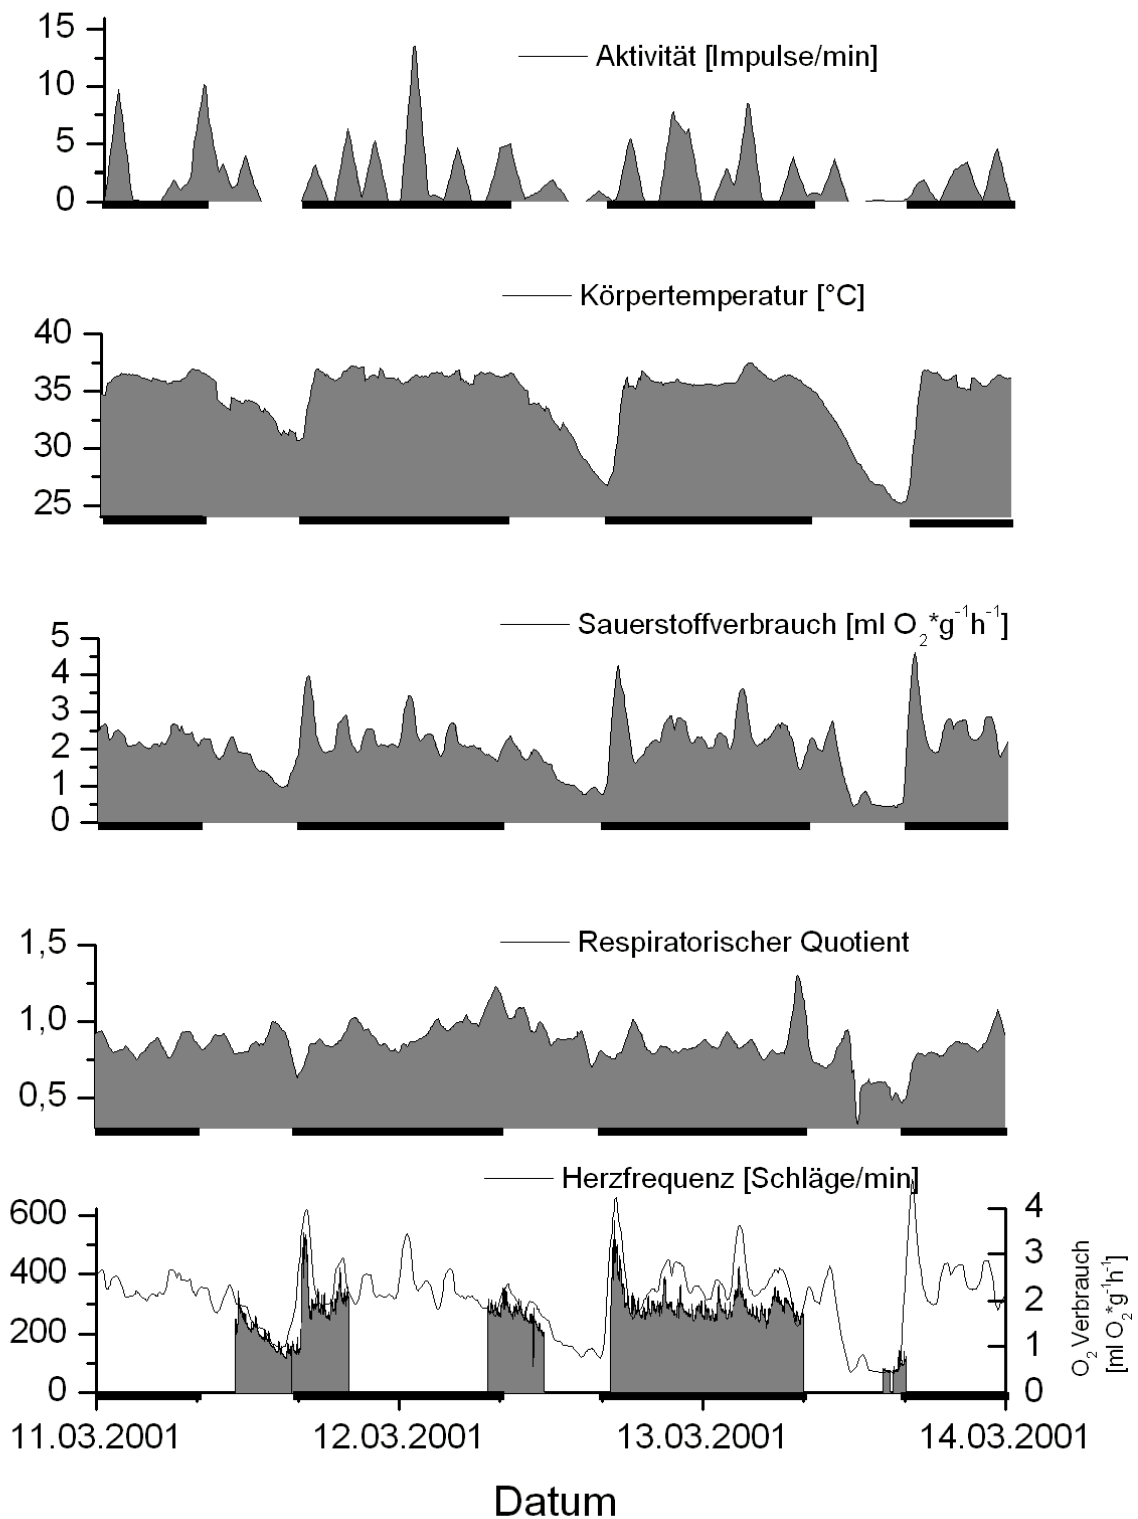 Aktivität [Impulse/min]
15
10
5
0
Körpertemperatur [°C]
40
35
30
25
Sauerstoffverbrauch [ml O₂*g⁻¹h⁻¹]
5
4
3
2
1
0
Respiratorischer Quotient
1,5
1,0
0,5
Herzfrequenz [Schläge/min]
600
400
200
0
4
3
2
1
0
O₂ Verbrauch
[ml O₂*g¹h¹]
11.03.2001 12.03.2001 13.03.2001 14.03.2001
Datum